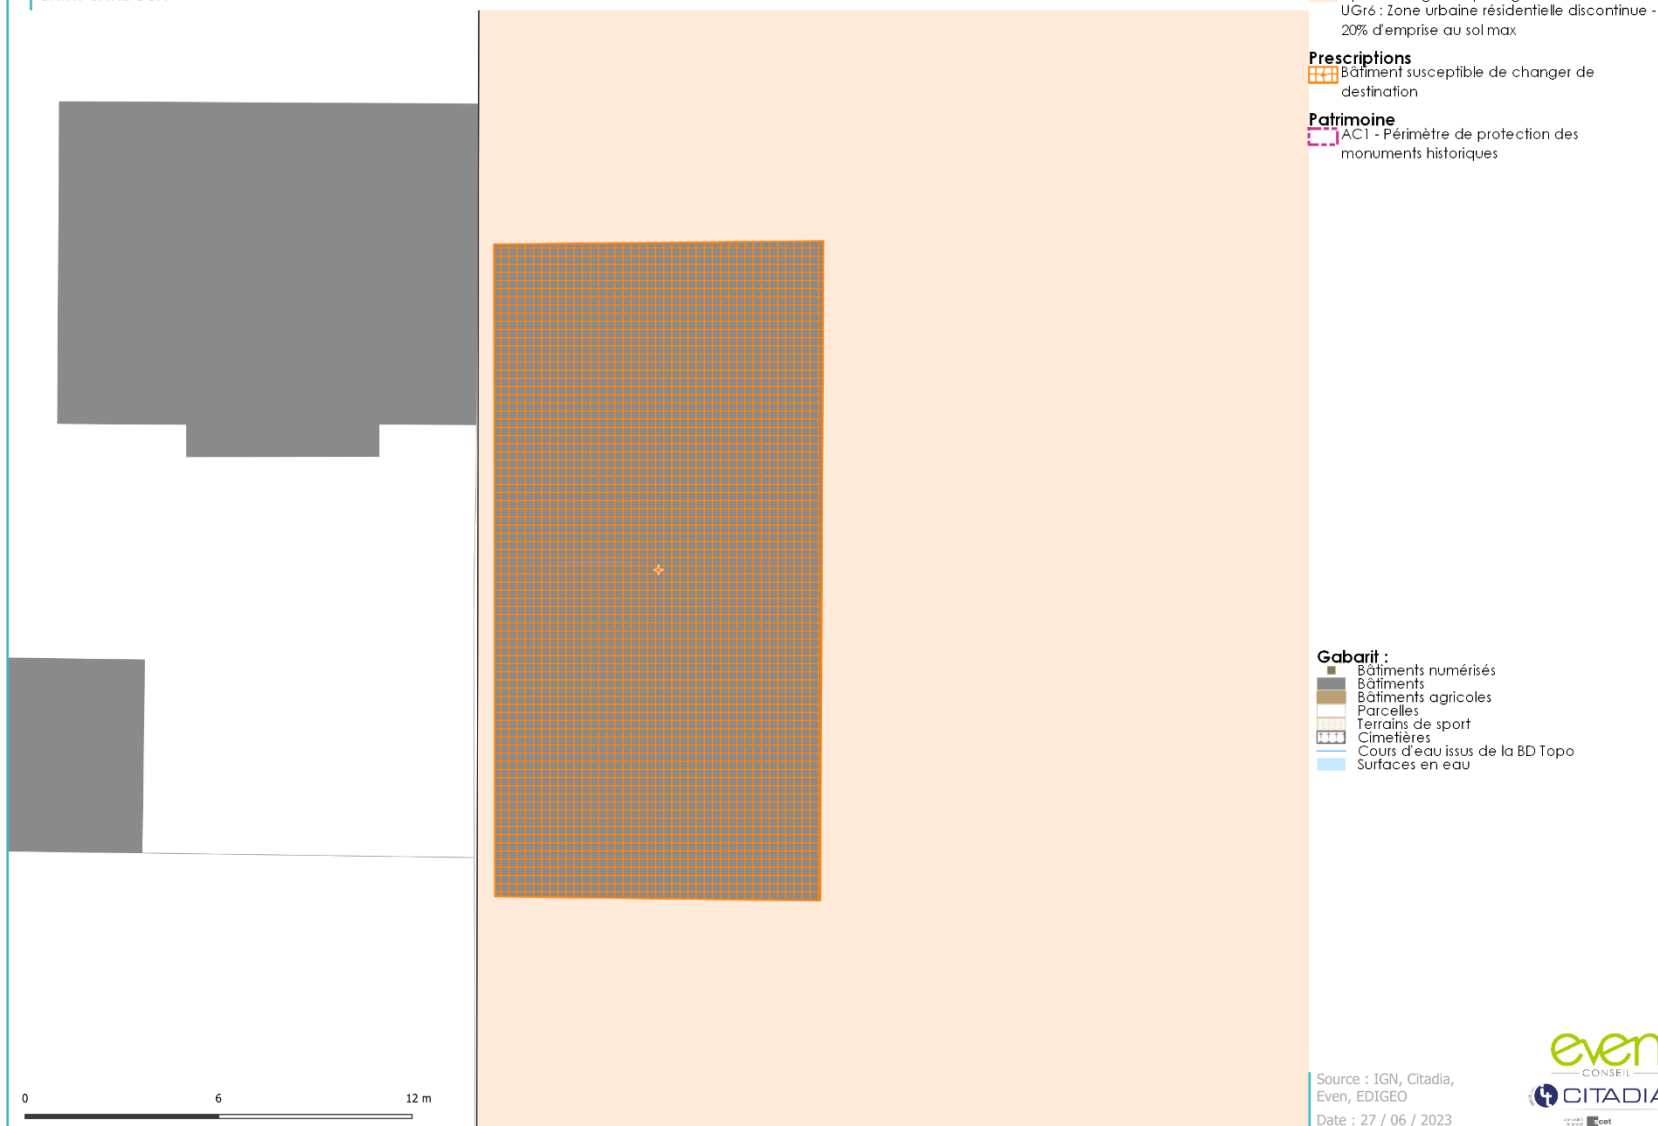 UGr6 : Zone urbaine résidentielle discontinue -
20% d'emprise au sol max
Prescriptions
Bâtiment susceptible de changer de
destination
Patrimoine
AC1 - Périmètre de protection des
monuments historiques
Gabarit :
Bâtiments numérisés
Bâtiments
Bâtiments agricoles
Parcelles
Terrains de sport
Cimetières
Cours d'eau issus de la BD Topo
Surfaces en eau
0 6 12 m
Source : IGN, Citadia,
Even, EDIGEO
Date : 27 / 06 / 2023
even
CONSEIL
CITADIA
scet